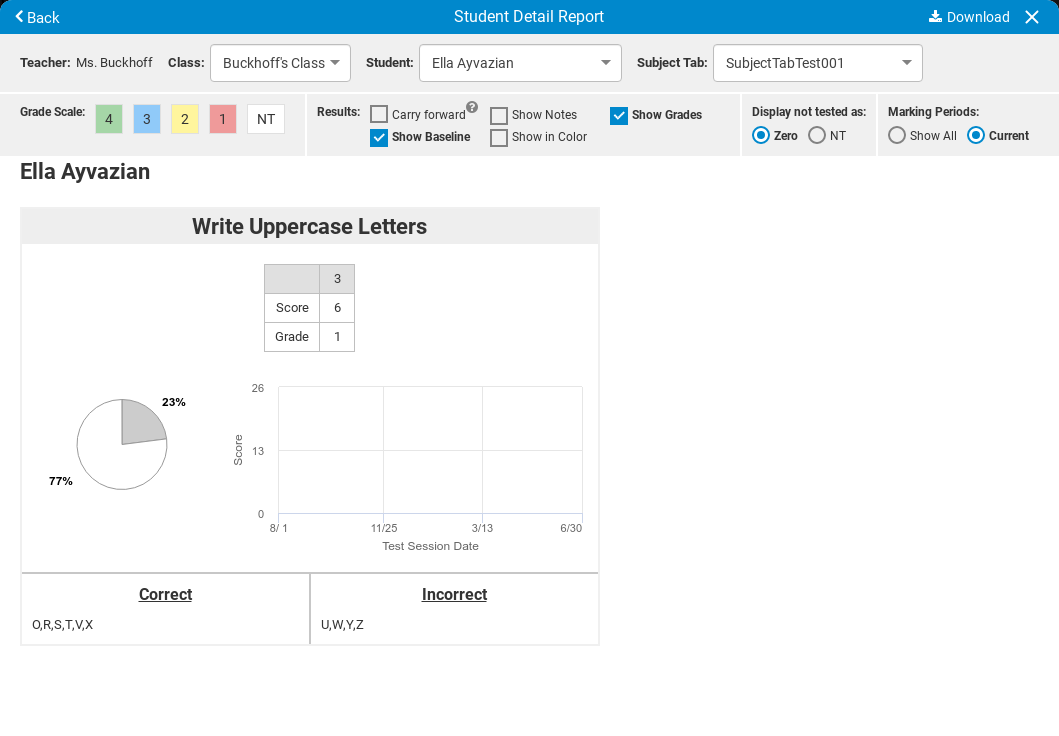 Back
Student Detail Report
Download
Teacher: Ms. Buckhoff
Class: Buckhoff's Class
Student: Ella Ayvazian
Subject Tab: SubjectTabTest001
Grade Scale: 4 3 2 1 NT
Results: Carry forward ? Show Notes Show Grades
Show Baseline Show in Color
Display not tested as:
Zero NT
Marking Periods:
Show All Current
Ella Ayvazian
Write Uppercase Letters
3
Score 6
Grade 1
23%
77%
26
13
0
Score
8/ 1 11/25 3/13 6/30
Test Session Date
Correct
O,R,S,T,V,X
Incorrect
U,W,Y,Z